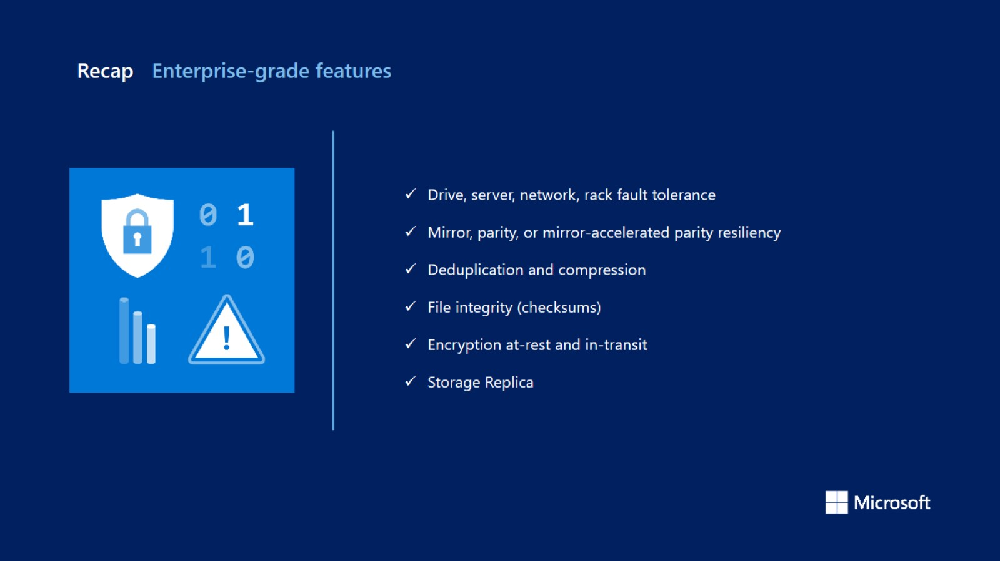 Recap Enterprise-grade features
0 1
1 0
!
✓ Drive, server, network, rack fault tolerance
✓ Mirror, parity, or mirror-accelerated parity resiliency
✓ Deduplication and compression
✓ File integrity (checksums)
✓ Encryption at-rest and in-transit
✓ Storage Replica
Microsoft